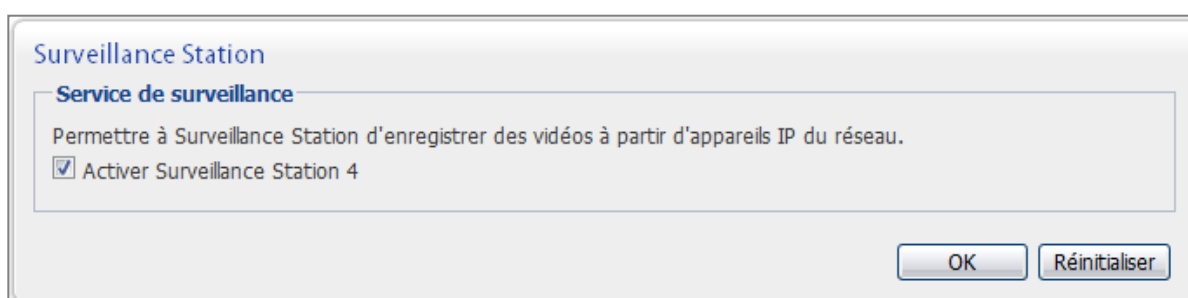 Surveillance Station
Service de surveillance
Permettre à Surveillance Station d'enregistrer des vidéos à partir d'appareils IP du réseau.
Activer Surveillance Station 4
OK Réinitialiser